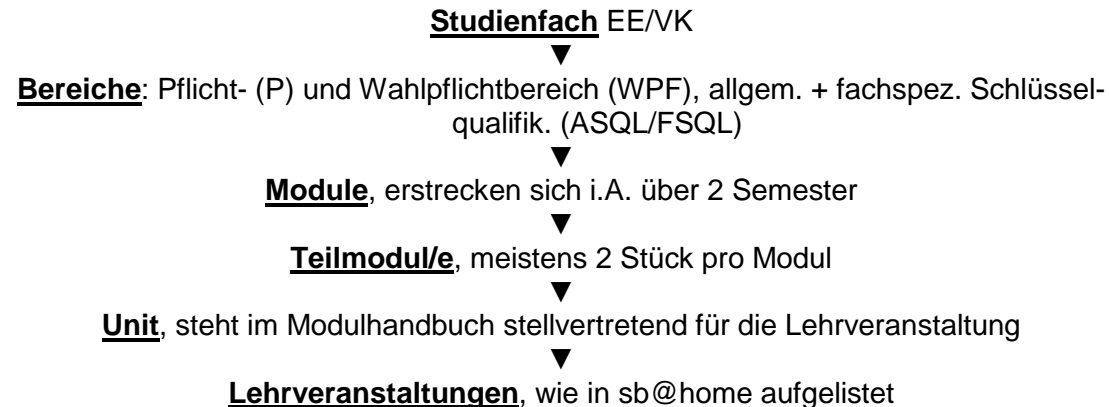 Studienfach EE/VK
▼
Bereiche: Pflicht- (P) und Wahlpflichtbereich (WPF), allgem. + fachspez. Schlüssel-
qualifik. (ASQL/FSQL)
▼
Module, erstrecken sich i.A. über 2 Semester
▼
Teilmodul/e, meistens 2 Stück pro Modul
▼
Unit, steht im Modulhandbuch stellvertretend für die Lehrveranstaltung
▼
Lehrveranstaltungen, wie in sb@home aufgelistet